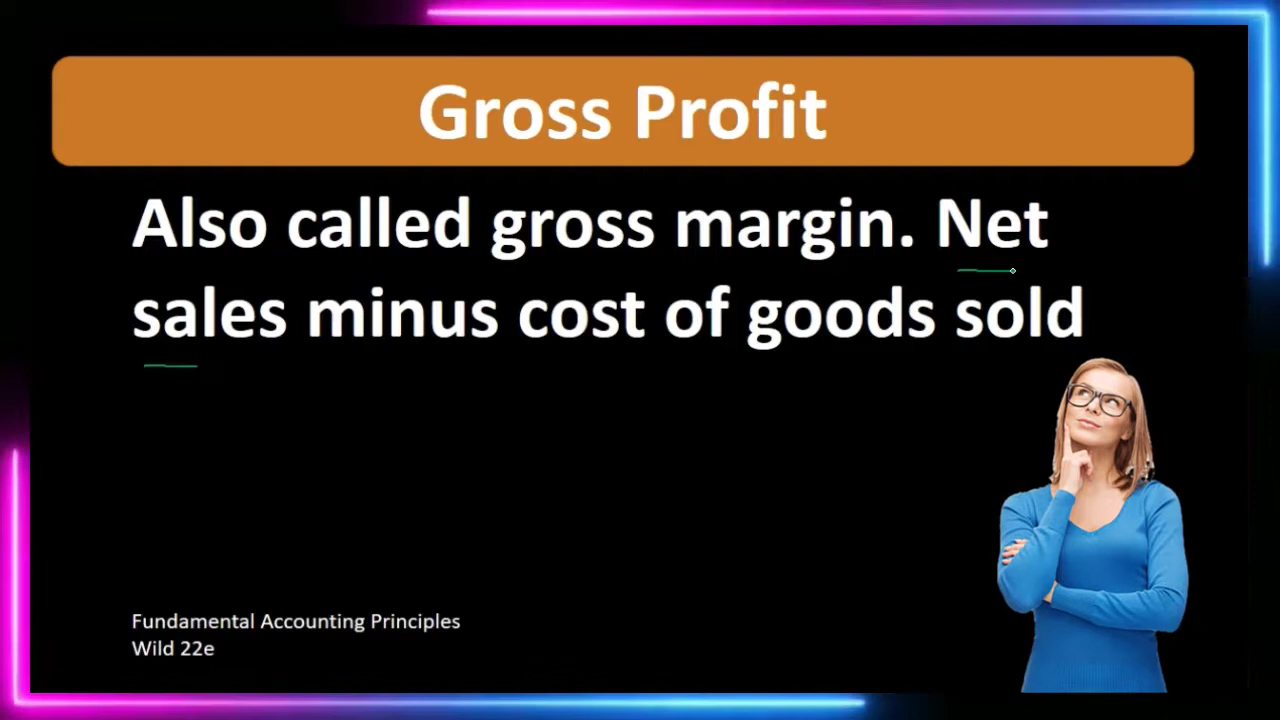 Gross Profit
Also called gross margin. Net
sales minus cost of goods sold
Fundamental Accounting Principles
Wild 22e